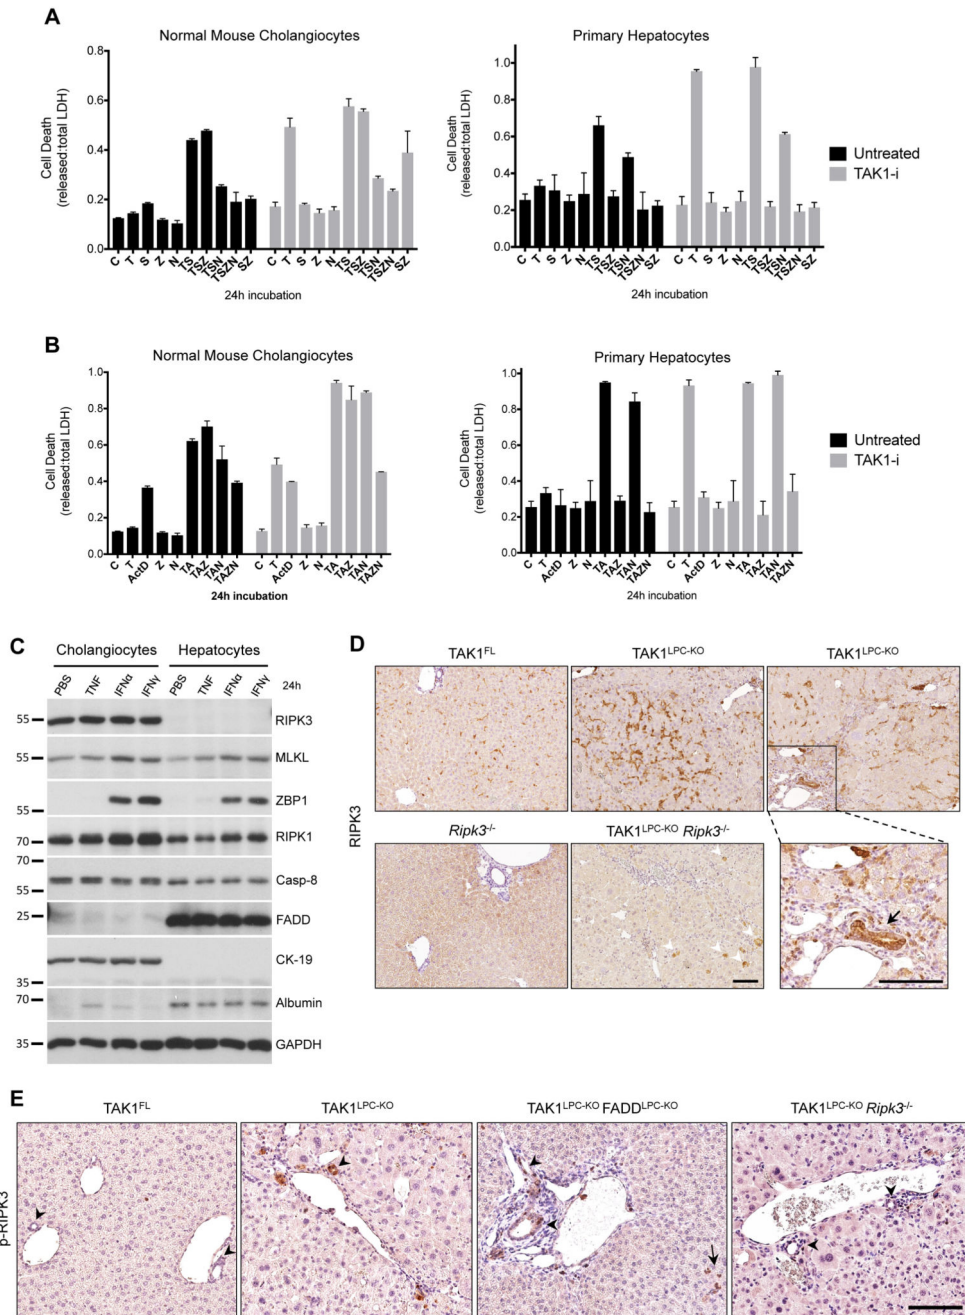 A
Normal Mouse Cholangiocytes
Cell Death
(released:total LDH)
0.8
0.6
0.4
0.2
0.0
C T S Z N TS TSZ TSN TSZN SZ C T S Z N TS TSZ TSN TSZN SZ
24h incubation
Primary Hepatocytes
Cell Death
(released:total LDH)
1.0
0.8
0.6
0.4
0.2
0.0
C T S Z N TS TSZ TSN TSZN SZ C T S Z N TS TSZ TSN TSZN SZ
24h incubation
Untreated
TAK1-i
B
Normal Mouse Cholangiocytes
Cell Death
(released:total LDH)
1.0
0.8
0.6
0.4
0.2
0.0
C T ActD Z N TA TAZ TAN TAZN C T ActD Z N TA TAZ TAN TAZN
24h incubation
Primary Hepatocytes
Cell Death
(released:total LDH)
1.0
0.8
0.6
0.4
0.2
0.0
C T ActD Z N TA TAZ TAN TAZN C T ActD Z N TA TAZ TAN TAZN
24h incubation
Untreated
TAK1-i
C
Cholangiocytes Hepatocytes
PBS TNF IFNα IFNγ PBS TNF IFNα IFNγ 24h
55 RIPK3
55 MLKL
ZBP1
55
70 RIPK1
70
Casp-8
55
25 FADD
CK-19
35
70 Albumin
35 GAPDH
D
TAK1FL TAK1LPC-KO TAK1LPC-KO
RIPK3
Ripk3-/- TAK1LPC-KO Ripk3-/-
E
TAK1FL TAK1LPC-KO TAK1LPC-KO FADDLPC-KO TAK1LPC-KO Ripk3-/-
p-RIPK3